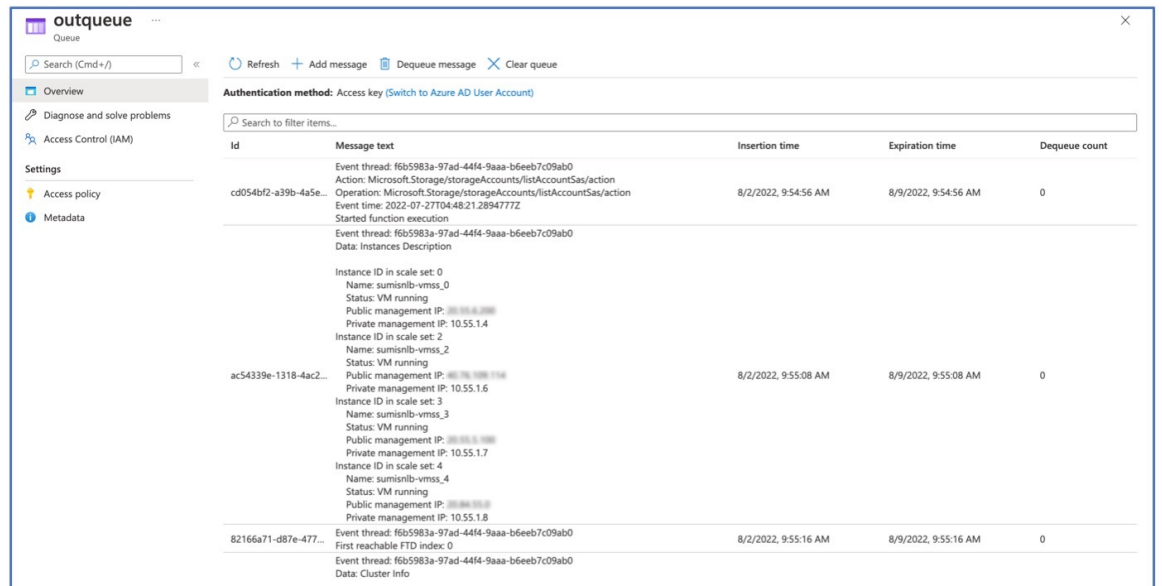 outqueue ...
Queue
Search (Cmd+/)
«
Refresh
Add message
Dequeue message
Clear queue
Overview
Diagnose and solve problems
Access Control (IAM)
Settings
Access policy
Metadata
Authentication method: Access key (Switch to Azure AD User Account)
Search to filter items...
Id Message text Insertion time Expiration time Dequeue count
Event thread: f6b5983a-97ad-44f4-9aaa-b6eeb7c09ab0
Action: Microsoft.Storage/storageAccounts/listAccountSas/action
cd054bf2-a39b-4a5e... Operation: Microsoft.Storage/storageAccounts/listAccountSas/action 8/2/2022, 9:54:56 AM 8/9/2022, 9:54:56 AM 0
Event time: 2022-07-27T04:48:21.2894777Z
Started function execution
Event thread: f6b5983a-97ad-44f4-9aaa-b6eeb7c09ab0
Data: Instances Description
Instance ID in scale set: 0
Name: sumisnlb-vmss_0
Status: VM running
Public management IP:
Private management IP: 10.55.1.4
Instance ID in scale set: 2
Name: sumisnlb-vmss_2
Status: VM running
ac54339e-1318-4ac2... Public management IP: 8/2/2022, 9:55:08 AM 8/9/2022, 9:55:08 AM 0
Private management IP: 10.55.1.6
Instance ID in scale set: 3
Name: sumisnlb-vmss_3
Status: VM running
Public management IP:
Private management IP: 10.55.1.7
Instance ID in scale set: 4
Name: sumisnlb-vmss_4
Status: VM running
Public management IP:
Private management IP: 10.55.1.8
82166a71-d87e-477... Event thread: f6b5983a-97ad-44f4-9aaa-b6eeb7c09ab0 8/2/2022, 9:55:16 AM 8/9/2022, 9:55:16 AM 0
First reachable FTD index: 0
Event thread: f6b5983a-97ad-44f4-9aaa-b6eeb7c09ab0
Data: Cluster Info